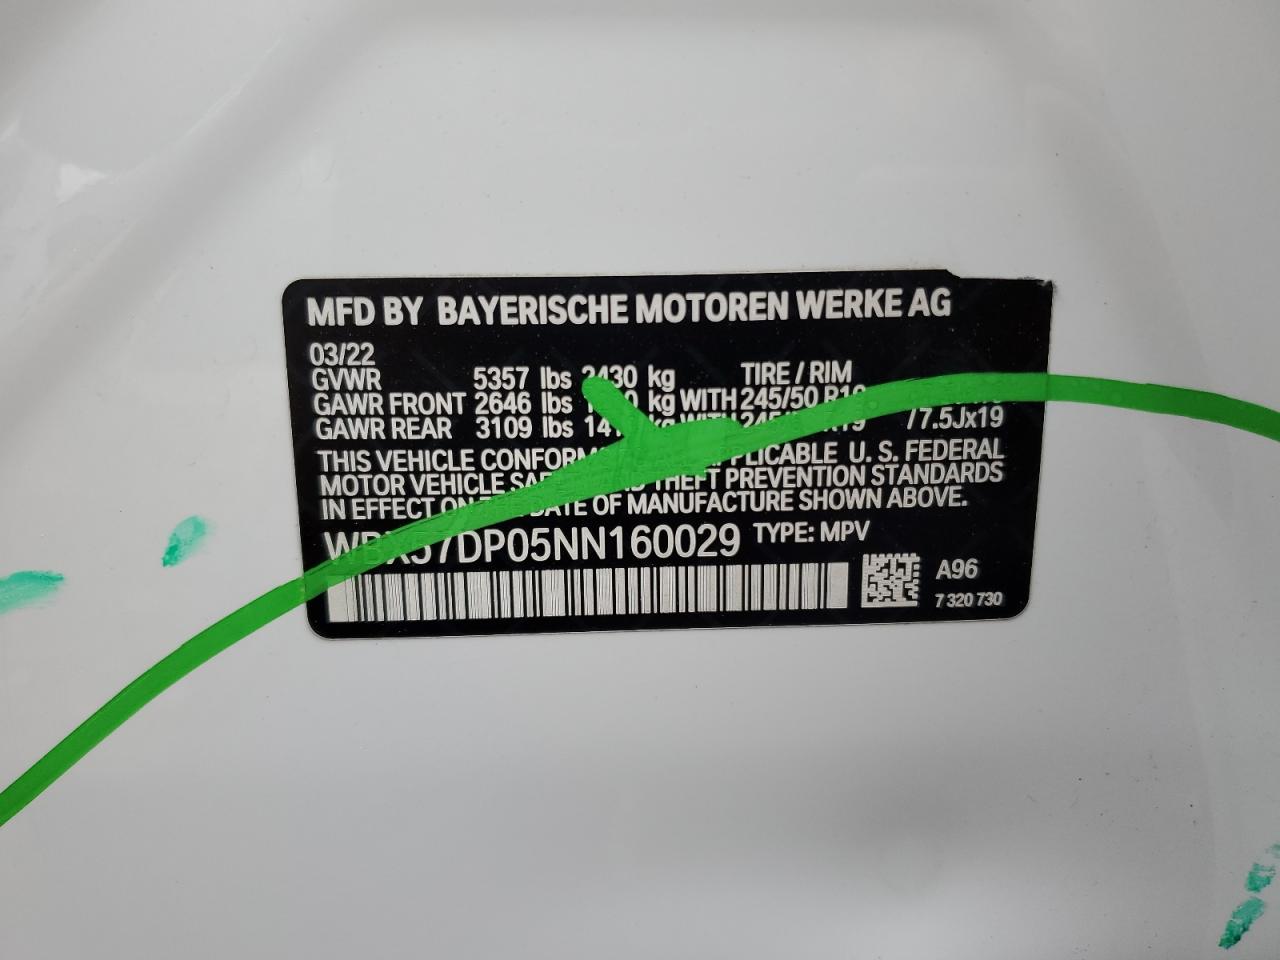 MFD BY BAYERISCHE MOTOREN WERKE AG
03/22
GVWR 5357 lbs 2430 kg TIRE / RIM
GAWR FRONT 2646 lbs kg WITH 245/50
GAWR REAR 3109 lbs /7.5Jx19
THIS VEHICLE U. S. FEDERAL
MOTOR VEHICLE THEFT PREVENTION STANDARDS
IN EFFECT ON DATE OF MANUFACTURE SHOWN ABOVE.
WBX57DP05NN160029 TYPE: MPV
A96
7 320 730